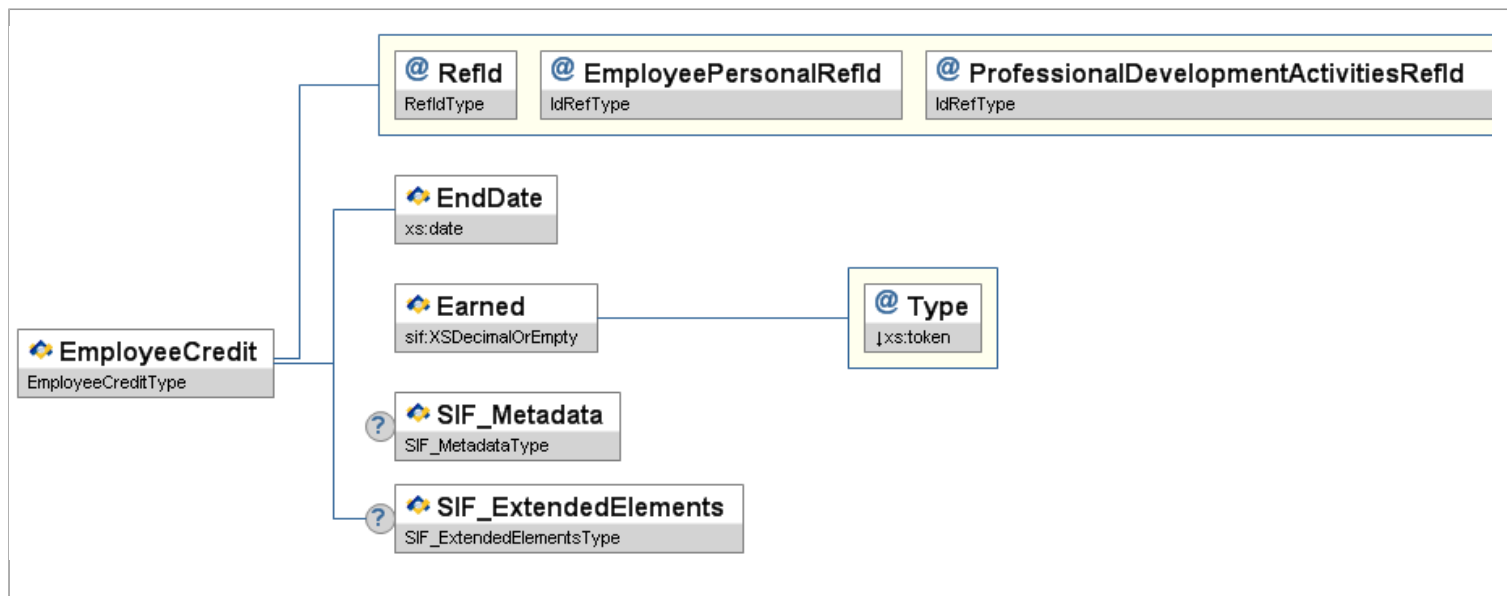 @ RefId
RefIdType
@ EmployeePersonalRefId
IdRefType
@ ProfessionalDevelopmentActivitiesRefId
IdRefType
EndDate
xs:date
Earned
sif:XSDecimalOrEmpty
@ Type
↓xs:token
EmployeeCredit
EmployeeCreditType
? SIF_Metadata
SIF_MetadataType
? SIF_ExtendedElements
SIF_ExtendedElementsType